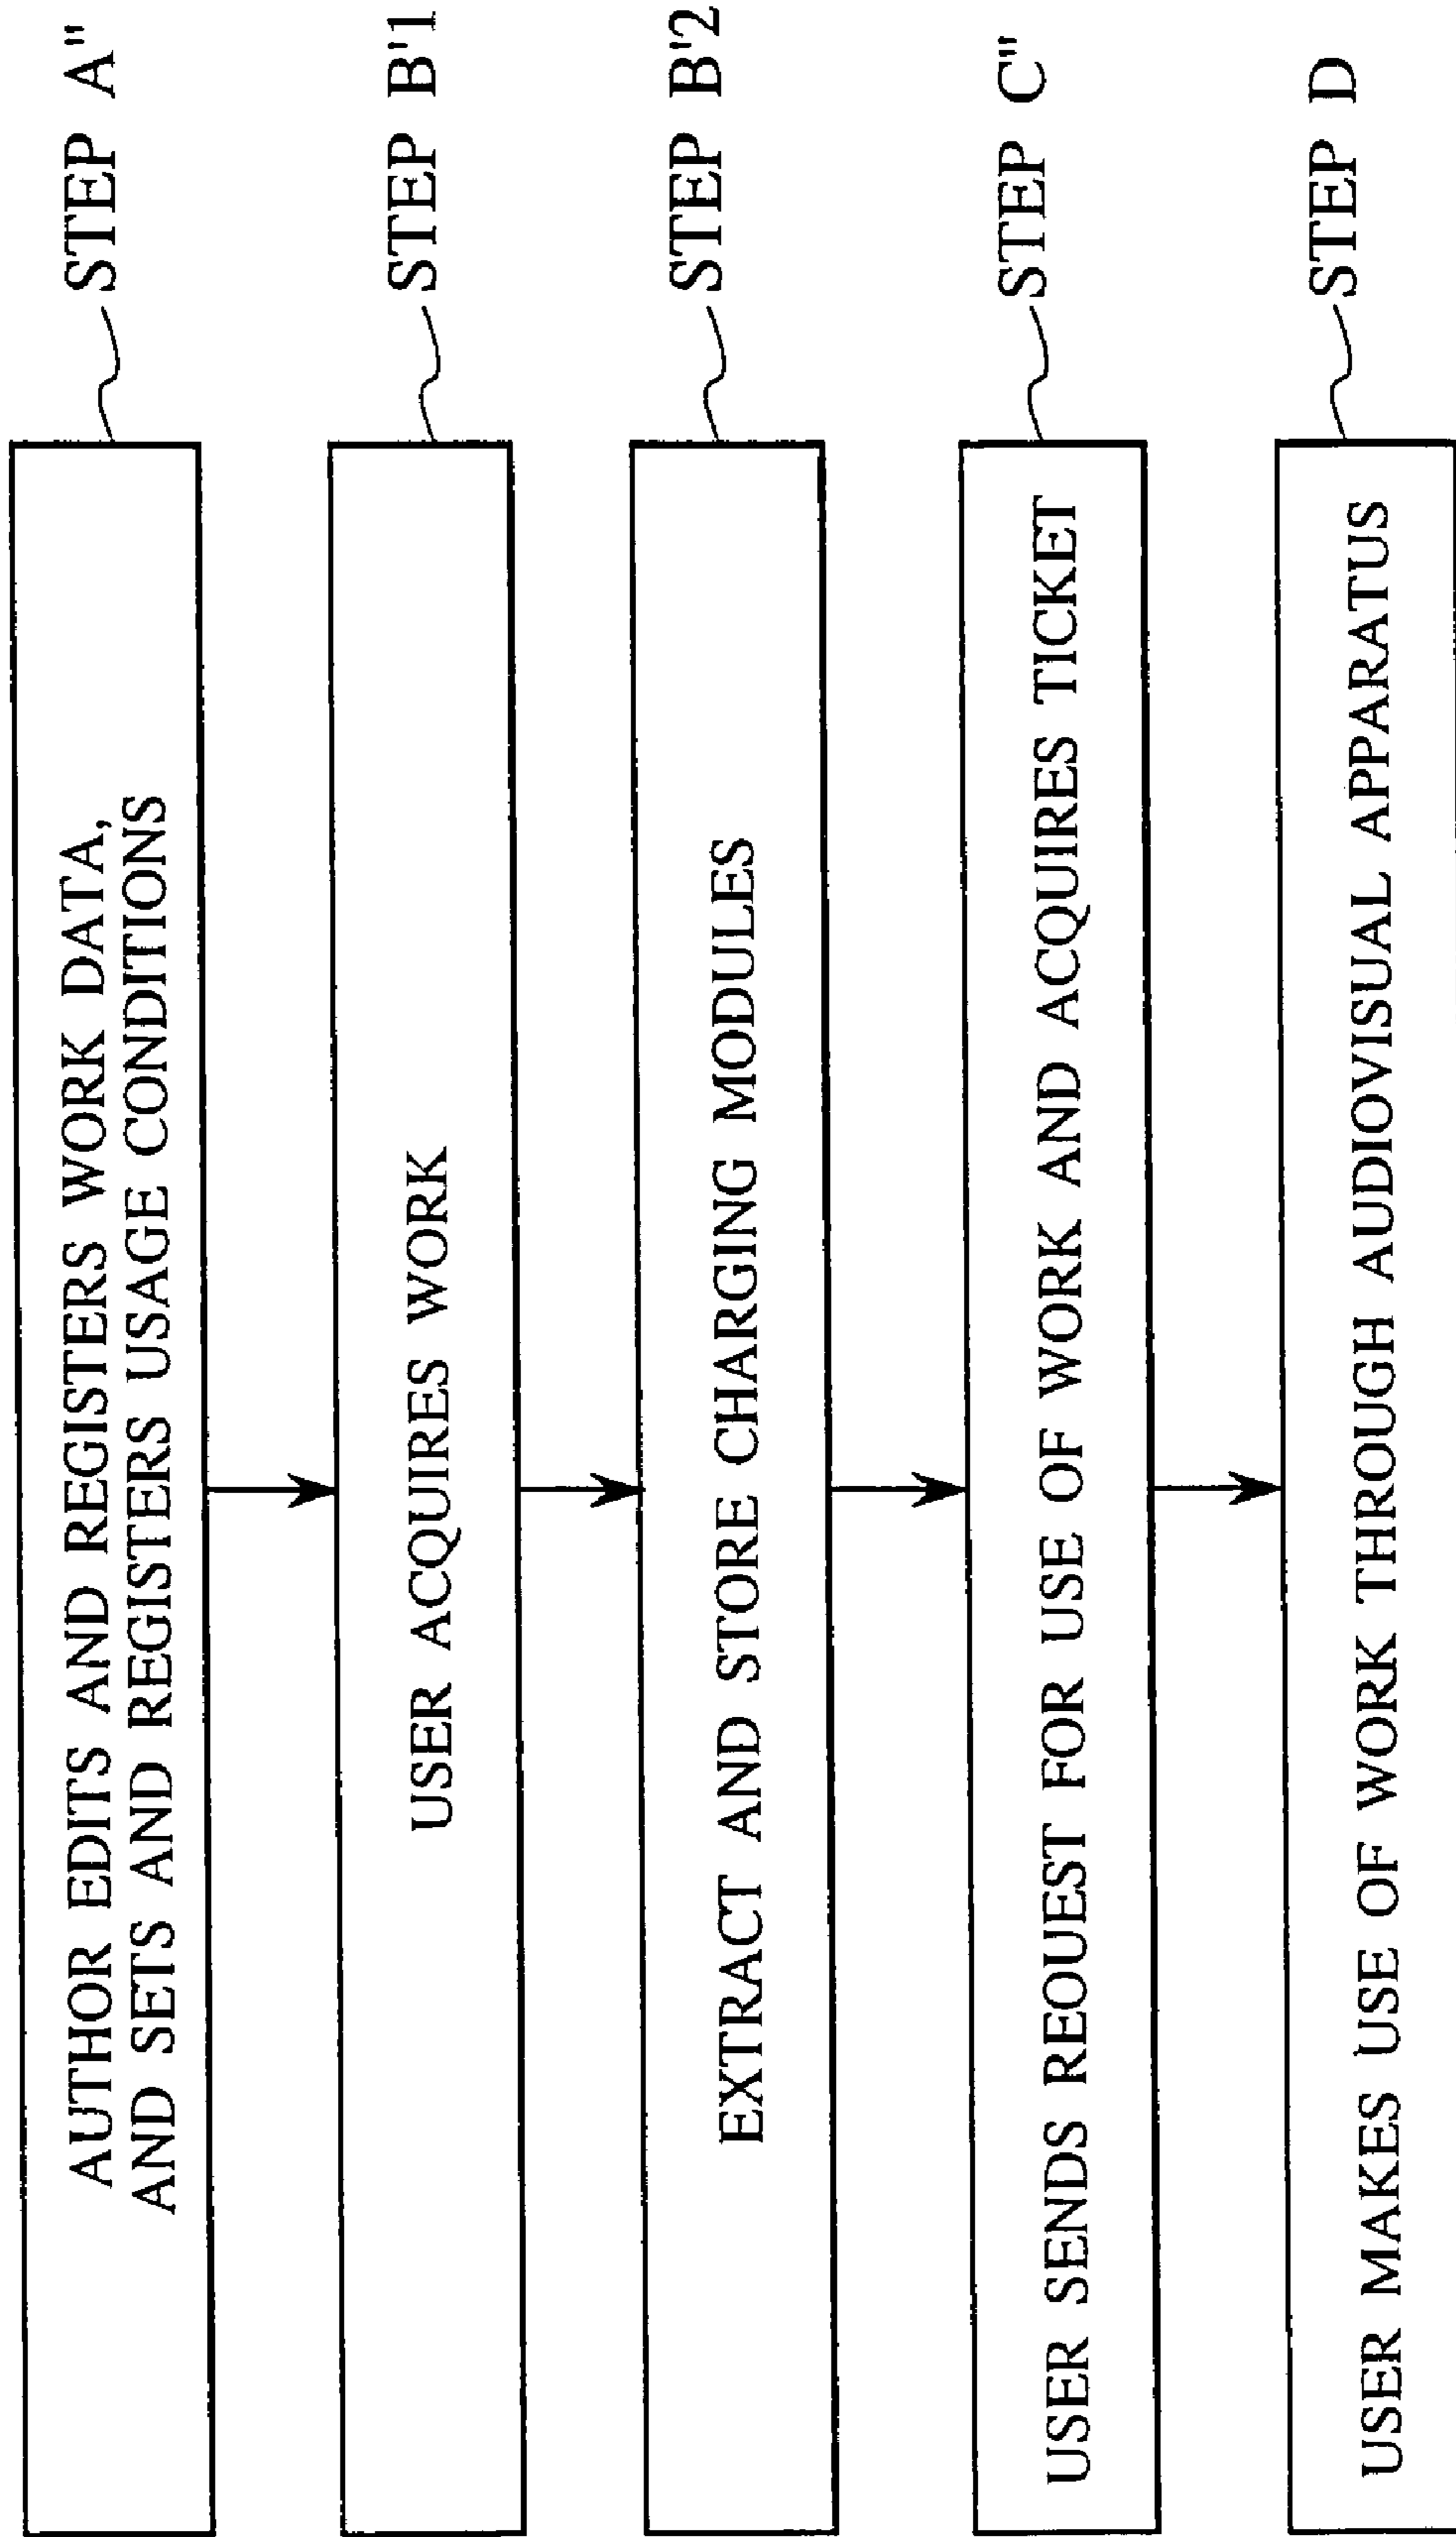 AUTHOR EDITS AND REGISTERS WORK DATA,
AND SETS AND REGISTERS USAGE CONDITIONS
STEP A"
USER ACQUIRES WORK
STEP B'1
EXTRACT AND STORE CHARGING MODULES
STEP B'2
USER SENDS REQUEST FOR USE OF WORK AND ACQUIRES TICKET
STEP C"
USER MAKES USE OF WORK THROUGH AUDIOVISUAL APPARATUS
STEP D